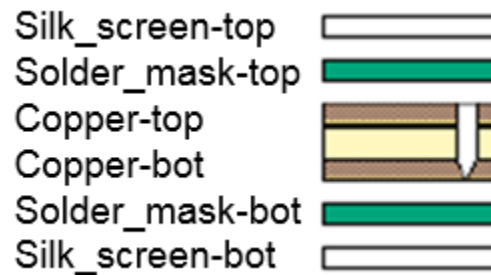 Silk_screen-top
Solder_mask-top
Copper-top
Copper-bot
Solder_mask-bot
Silk_screen-bot